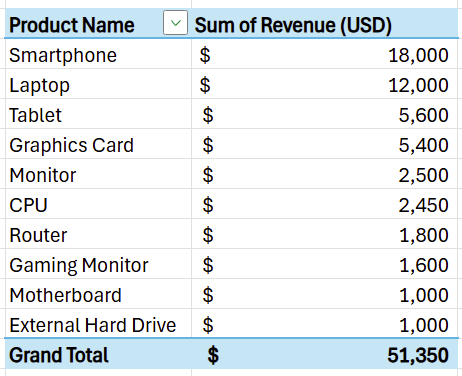 Product Name Sum of Revenue (USD)
Smartphone $ 18,000
Laptop $ 12,000
Tablet $ 5,600
Graphics Card $ 5,400
Monitor $ 2,500
CPU $ 2,450
Router $ 1,800
Gaming Monitor $ 1,600
Motherboard $ 1,000
External Hard Drive $ 1,000
Grand Total $ 51,350